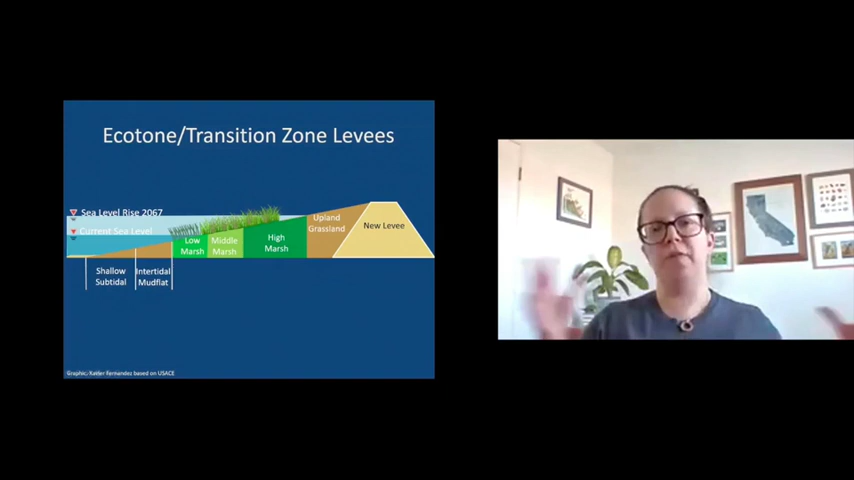 Ecotone/Transition Zone Levees
Sea Level Rise 2067
Current Sea Level
Low
Marsh
Middle
Marsh
High
Marsh
Upland
Grassland
New Levee
Shallow
Subtidal
Intertidal
Mudflat
Graphic: Xavier Fernandez based on USACE